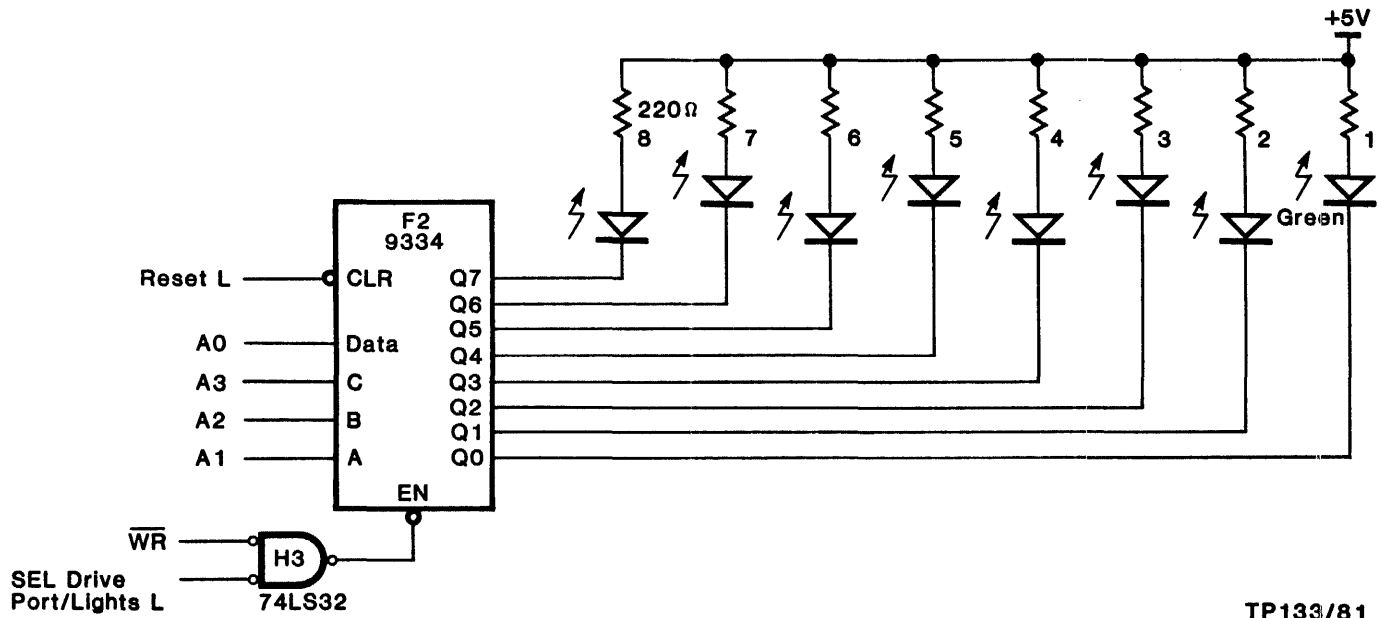 +5V
220Ω
8 7 6 5 4 3 2 1
Green
F2
9334
Reset L CLR Q7
Q6
Q5
A0 Data Q4
A3 C Q3
Q2
A2 B Q1
A1 A Q0
EN
WR
H3
SEL Drive
Port/Lights L
74LS32
TP133/81